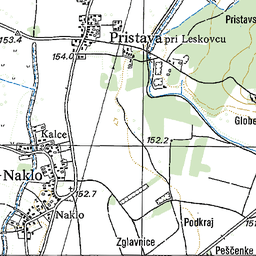 Pristavs
153.4
Pristava pri Leskovcu
154.0
Globe
Kalce
152.2
Naklo
152.7
Naklo
Podkraj
Zglavnice
151
Peščenke